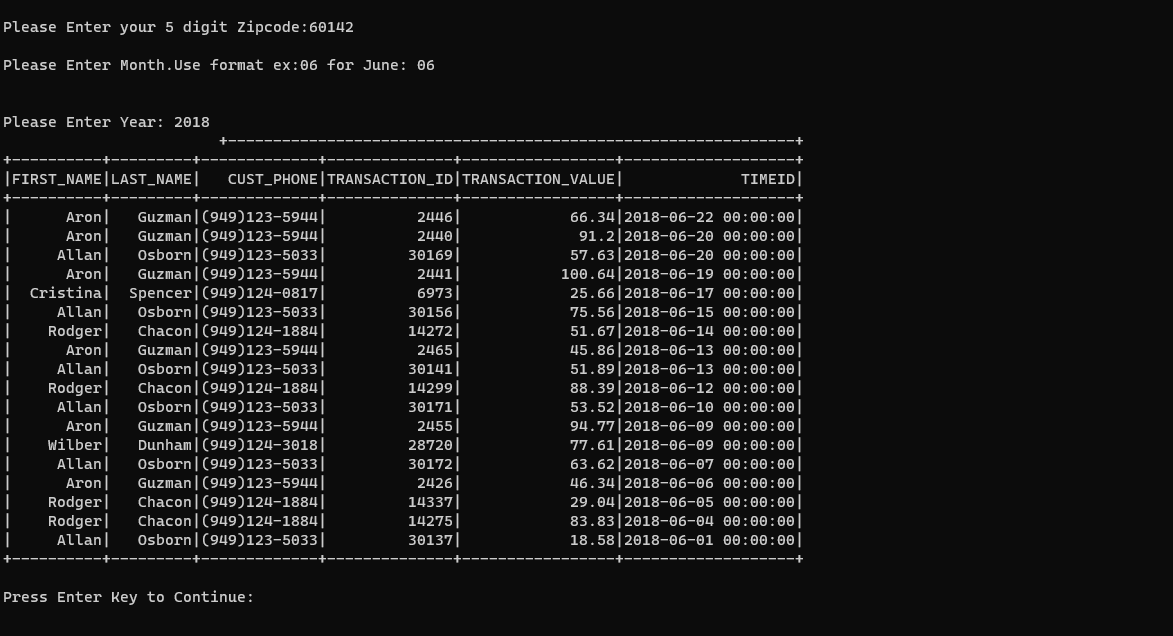 Please Enter your 5 digit Zipcode:60142
Please Enter Month.Use format ex:06 for June: 06
Please Enter Year: 2018
                        +---------------------------------------------------------------+
+----------+---------+-------------+--------------+-----------------+-------------------+
|FIRST_NAME|LAST_NAME|   CUST_PHONE|TRANSACTION_ID|TRANSACTION_VALUE|             TIMEID|
+----------+---------+-------------+--------------+-----------------+-------------------+
|      Aron|   Guzman|(949)123-5944|          2446|            66.34|2018-06-22 00:00:00|
|      Aron|   Guzman|(949)123-5944|          2440|             91.2|2018-06-20 00:00:00|
|     Allan|   Osborn|(949)123-5033|         30169|            57.63|2018-06-20 00:00:00|
|      Aron|   Guzman|(949)123-5944|          2441|           100.64|2018-06-19 00:00:00|
|  Cristina|  Spencer|(949)124-0817|          6973|            25.66|2018-06-17 00:00:00|
|     Allan|   Osborn|(949)123-5033|         30156|            75.56|2018-06-15 00:00:00|
|    Rodger|   Chacon|(949)124-1884|         14272|            51.67|2018-06-14 00:00:00|
|      Aron|   Guzman|(949)123-5944|          2465|            45.86|2018-06-13 00:00:00|
|     Allan|   Osborn|(949)123-5033|         30141|            51.89|2018-06-13 00:00:00|
|    Rodger|   Chacon|(949)124-1884|         14299|            88.39|2018-06-12 00:00:00|
|     Allan|   Osborn|(949)123-5033|         30171|            53.52|2018-06-10 00:00:00|
|      Aron|   Guzman|(949)123-5944|          2455|            94.77|2018-06-09 00:00:00|
|    Wilber|   Dunham|(949)124-3018|         28720|            77.61|2018-06-09 00:00:00|
|     Allan|   Osborn|(949)123-5033|         30172|            63.62|2018-06-07 00:00:00|
|      Aron|   Guzman|(949)123-5944|          2426|            46.34|2018-06-06 00:00:00|
|    Rodger|   Chacon|(949)124-1884|         14337|            29.04|2018-06-05 00:00:00|
|    Rodger|   Chacon|(949)124-1884|         14275|            83.83|2018-06-04 00:00:00|
|     Allan|   Osborn|(949)123-5033|         30137|            18.58|2018-06-01 00:00:00|
+----------+---------+-------------+--------------+-----------------+-------------------+
Press Enter Key to Continue: